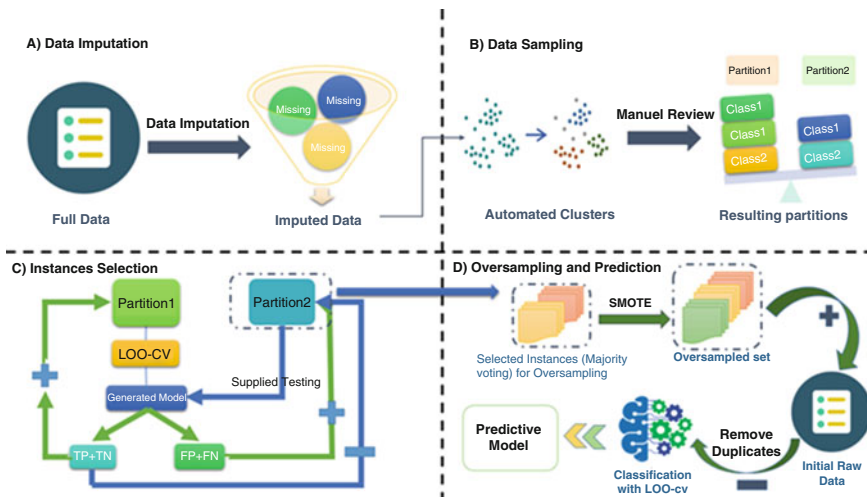 A) Data Imputation
Data Imputation
Missing
Missing
Missing
Full Data
Imputed Data
B) Data Sampling
Partition1
Partition2
Manuel Review
Class1
Class1
Class2
Class1
Class2
Automated Clusters
Resulting partitions
C) Instances Selection
Partition1
Partition2
LOO-CV
Generated Model
Supplied Testing
TP+TN
FP+FN
D) Oversampling and Prediction
SMOTE
Selected Instances (Majority
voting) for Oversampling
Oversampled set
Predictive
Model
Classification
with LOO-cv
Remove
Duplicates
Initial Raw
Data